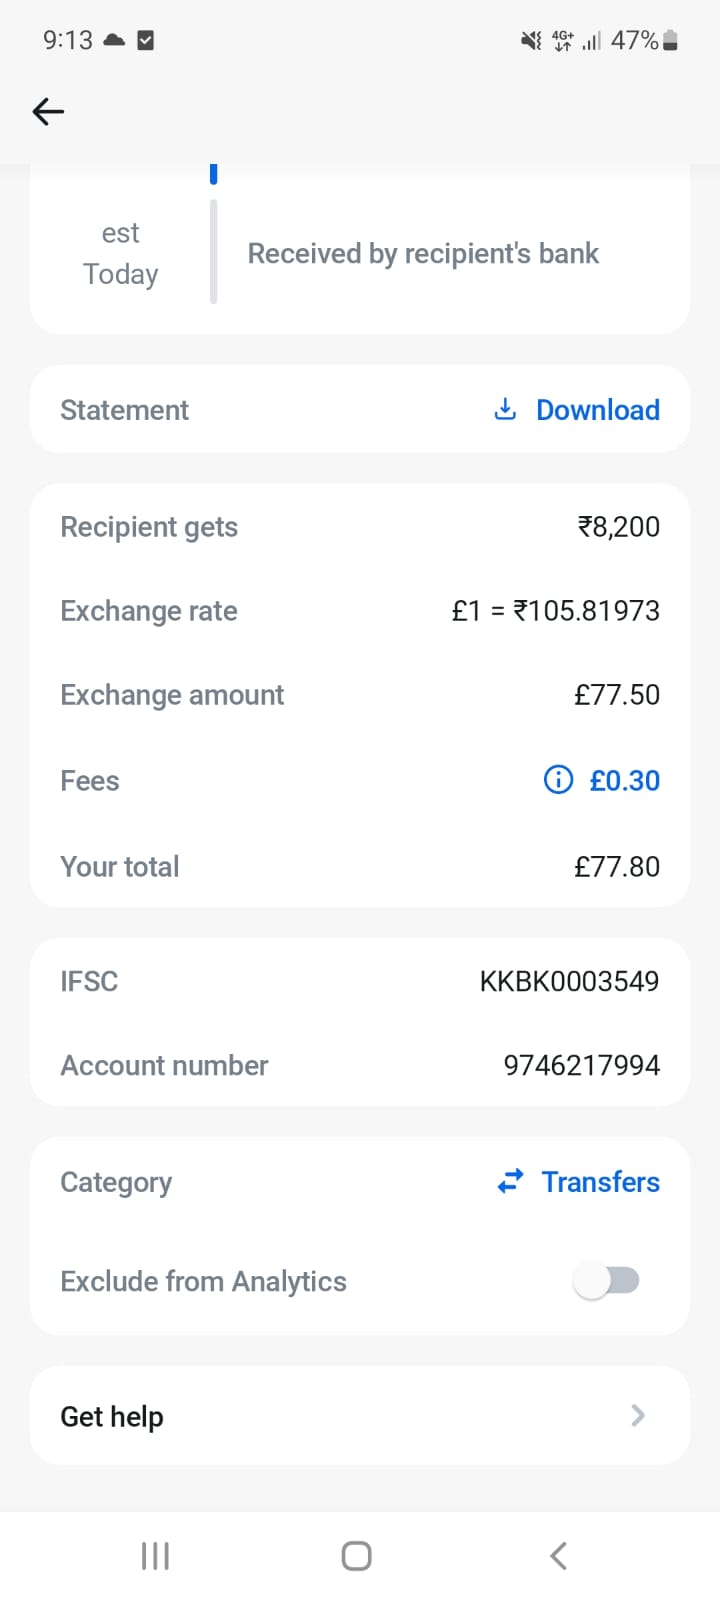 9:13
4G+ 47%
est
Today
Received by recipient's bank
Statement Download
Recipient gets ₹8,200
Exchange rate £1 = ₹105.81973
Exchange amount £77.50
Fees £0.30
Your total £77.80
IFSC KKBK0003549
Account number 9746217994
Category Transfers
Exclude from Analytics
Get help